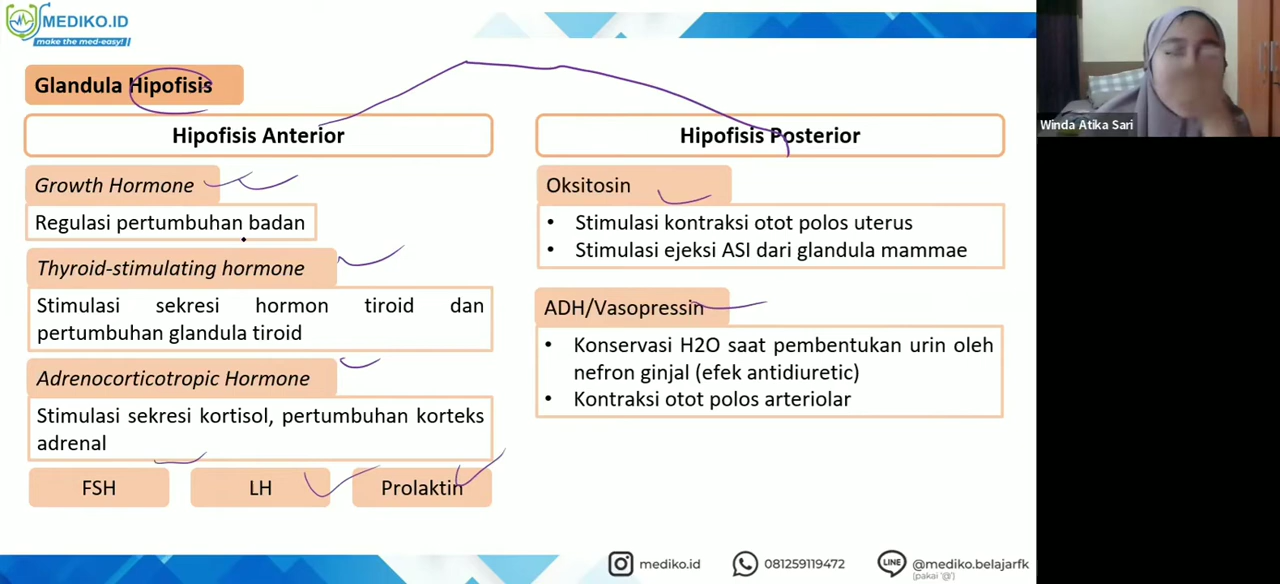 MEDIKO.ID
make the med-easy!
Glandula Hipofisis
Hipofisis Anterior
Growth Hormone
Regulasi pertumbuhan badan
Thyroid-stimulating hormone
Stimulasi sekresi hormon tiroid dan
pertumbuhan glandula tiroid
Adrenocorticotropic Hormone
Stimulasi sekresi kortisol, pertumbuhan korteks
adrenal
FSH
LH
Prolaktin
Hipofisis Posterior
Oksitosin
• Stimulasi kontraksi otot polos uterus
• Stimulasi ejeksi ASI dari glandula mammae
ADH/Vasopressin
• Konservasi H2O saat pembentukan urin oleh
nefron ginjal (efek antidiuretic)
• Kontraksi otot polos arteriolar
Winda Atika Sari
mediko.id
081259119472
LINE
@mediko.belajarfk
(pakai '@')